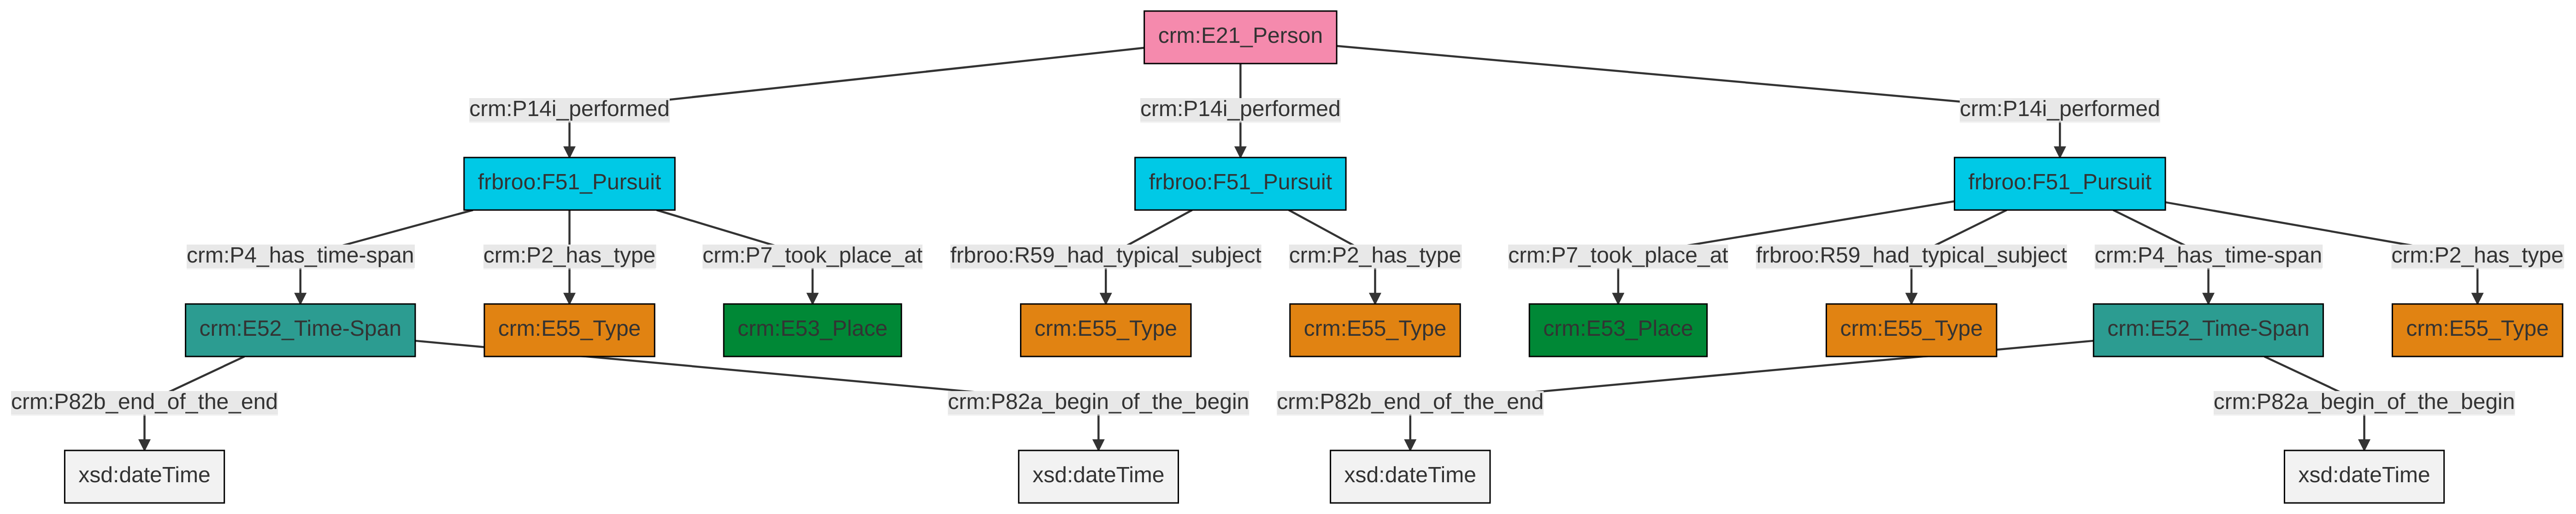 crm:E21_Person
crm:P14i_performed
crm:P14i_performed
crm:P14i_performed
frbroo:F51_Pursuit
frbroo:F51_Pursuit
frbroo:F51_Pursuit
crm:P4_has_time-span
crm:P2_has_type
crm:P7_took_place_at
frbroo:R59_had_typical_subject
crm:P2_has_type
crm:P7_took_place_at
frbroo:R59_had_typical_subject
crm:P4_has_time-span
crm:P2_has_type
crm:E52_Time-Span
crm:E55_Type
crm:E53_Place
crm:E55_Type
crm:E55_Type
crm:E53_Place
crm:E55_Type
crm:E52_Time-Span
crm:E55_Type
crm:P82b_end_of_the_end
crm:P82a_begin_of_the_begin
crm:P82b_end_of_the_end
crm:P82a_begin_of_the_begin
xsd:dateTime
xsd:dateTime
xsd:dateTime
xsd:dateTime